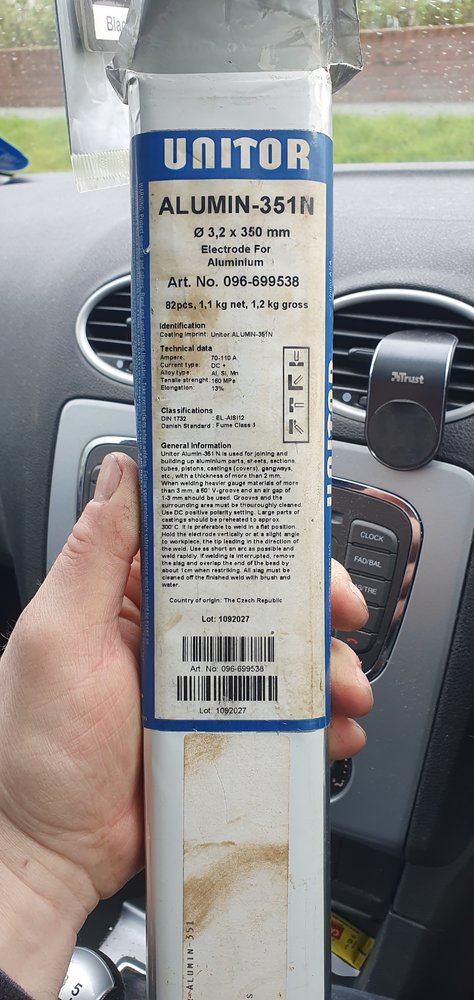 Blac
UNITOR
ALUMIN-351N
Ø 3,2 x 350 mm
Electrode For
Aluminium
Art. No. 096-699538
82pcs, 1,1 kg net, 1,2 kg gross
Identification
Coating imprint: Unitor ALUMIN-351N
Technical data
Ampere: 70-110 A
Current type: DC +
Alloy type: Al, Si, Mn
Tensile strenght: 160 MPa
Elongation: 13%
Classifications
DIN 1732 : EL-AlSi12
Danish Standard : Fume Class 3
General Information
Unitor Alumin-361 N is used for joining and
building up aluminium parts, sheets, sections,
tubes, pistons, castings (covers), gangways,
etc., with a thickness of more than 2 mm.
When welding heavier gauge materials of more
than 3 mm, a 60° V-groove and an air gap of
1-3 mm should be used. Grooves and the
surrounding area must be thouroughly cleaned.
Use DC positive polarity setting. Large parts of
castings should be preheated to approx.
300°C. It is preferable to weld in a flat position.
Hold the electrode vertically or at a slight angle
to workpiece, the tip leading in the direction of
the weld. Use as short an arc as possible and
weld rapidly. If welding is interrupted, remove
the slag and overlap the end of the bead by
about 1cm when restriking. All slag must be
cleaned off the finished weld with brush and
water.
Country of origin: The Czech Republic
Lot: 1092027
Art. No: 096-699538
Lot: 1092027
ALUMIN-351
Trust
CLOCK
FAD/BAL
5